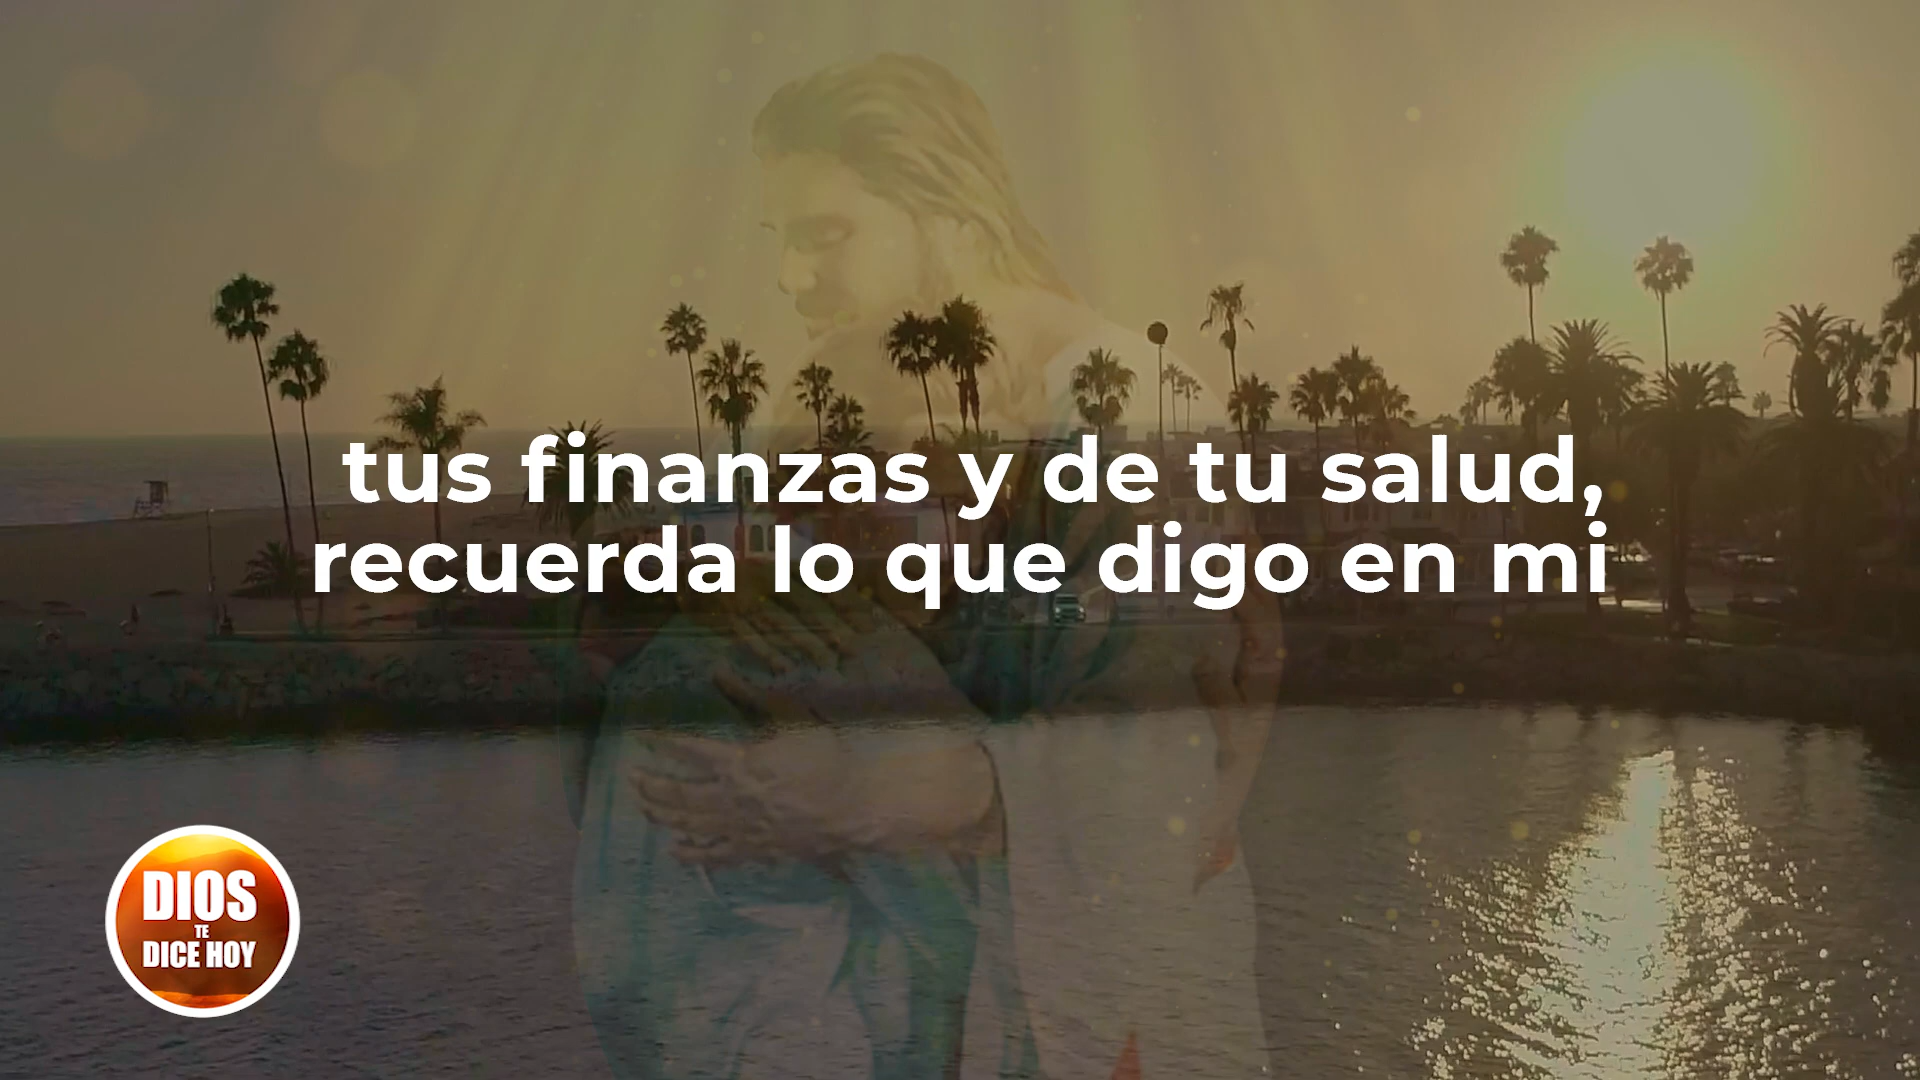 tus finanzas y de tu salud,
recuerda lo que digo en mi
DIOS
TE
DICE HOY